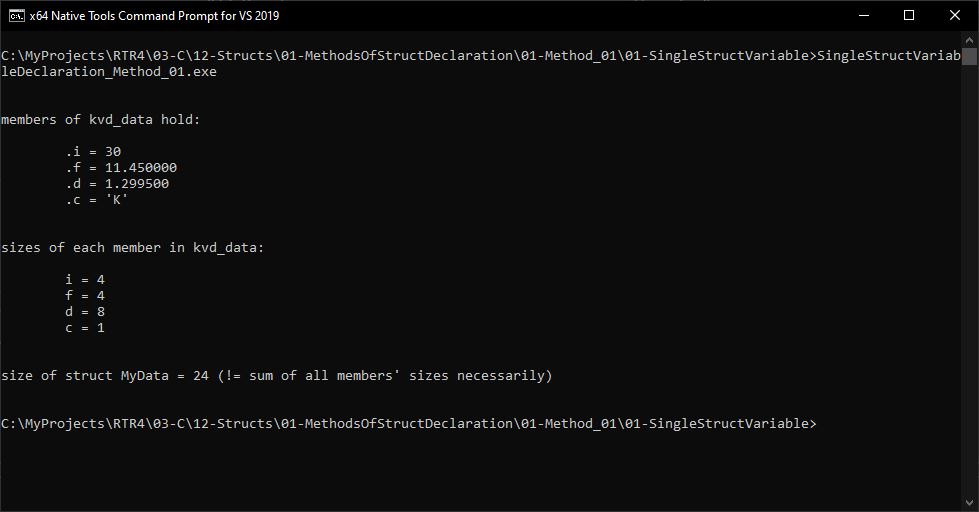 x64 Native Tools Command Prompt for VS 2019
C:\MyProjects\RTR4\03-C\12-Structs\01-MethodsOfStructDeclaration\01-Method_01\01-SingleStructVariable>SingleStructVariab
leDeclaration_Method_01.exe
members of kvd_data hold:
.i = 30
.f = 11.450000
.d = 1.299500
.c = 'K'
sizes of each member in kvd_data:
i = 4
f = 4
d = 8
c = 1
size of struct MyData = 24 (!= sum of all members' sizes necessarily)
C:\MyProjects\RTR4\03-C\12-Structs\01-MethodsOfStructDeclaration\01-Method_01\01-SingleStructVariable>